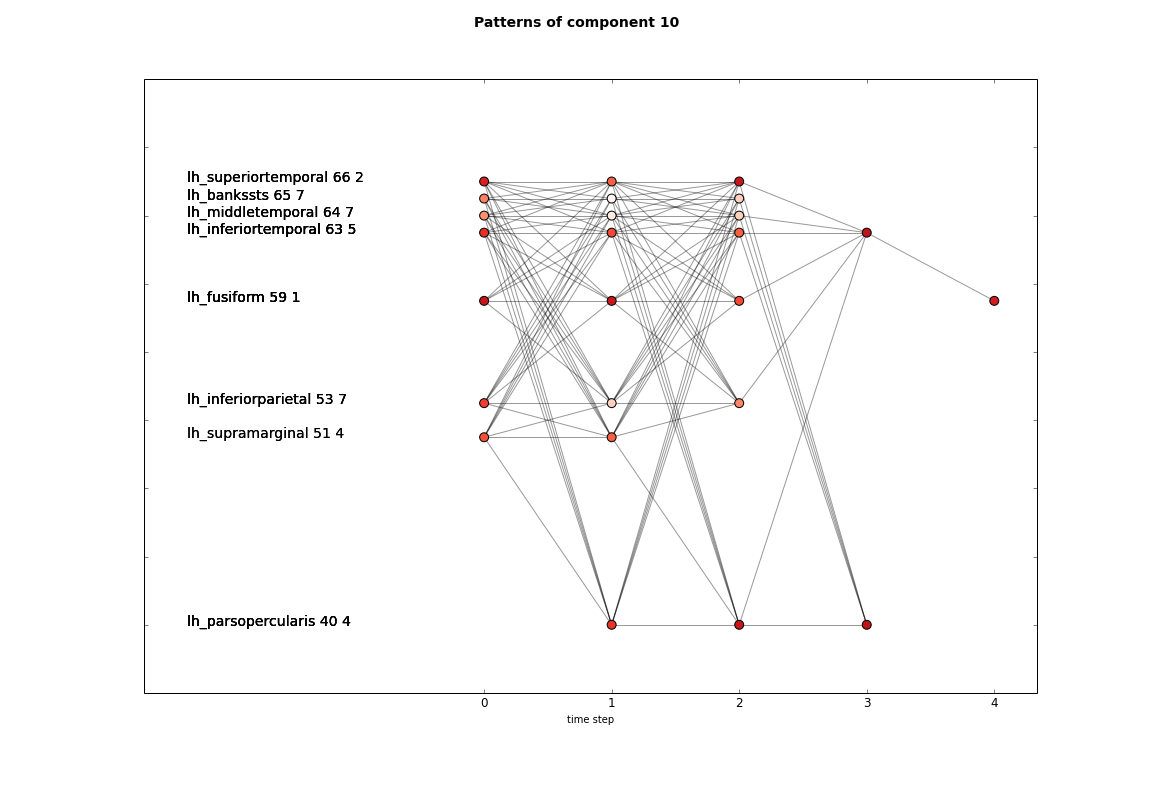 Patterns of component 10
lh_superiortemporal 66 2
lh_bankssts 65 7
lh_middletemporal 64 7
lh_inferiortemporal 63 5
lh_fusiform 59 1
lh_inferiorparietal 53 7
lh_supramarginal 51 4
lh_parsopercularis 40 4
0 1 2 3 4
time step